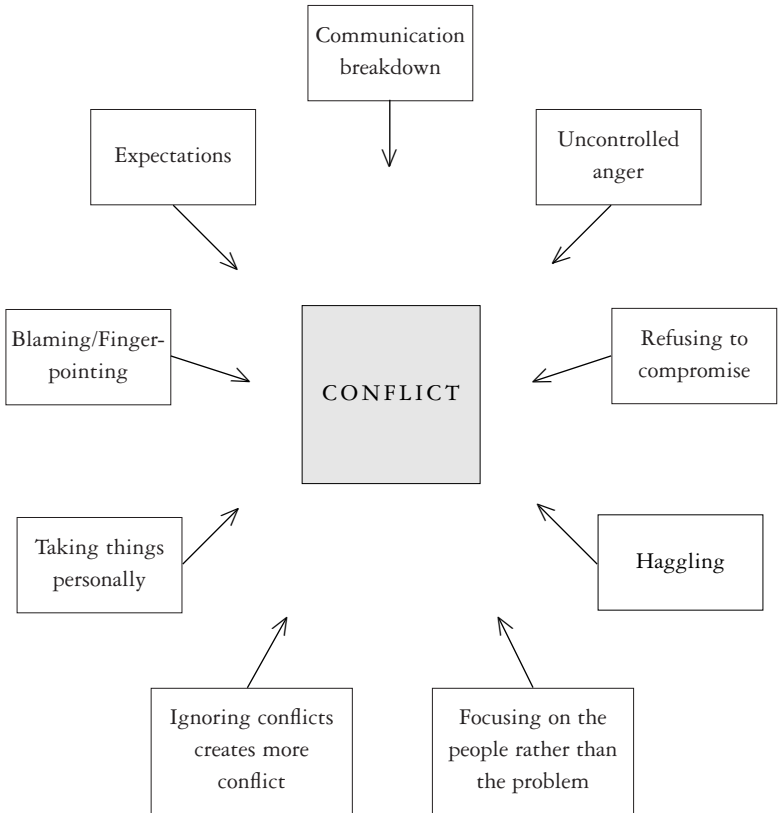 Communication
breakdown
Expectations
Uncontrolled
anger
Blaming/Finger-
pointing
CONFLICT
Refusing to
compromise
Taking things
personally
Haggling
Ignoring conflicts
creates more
conflict
Focusing on the
people rather than
the problem